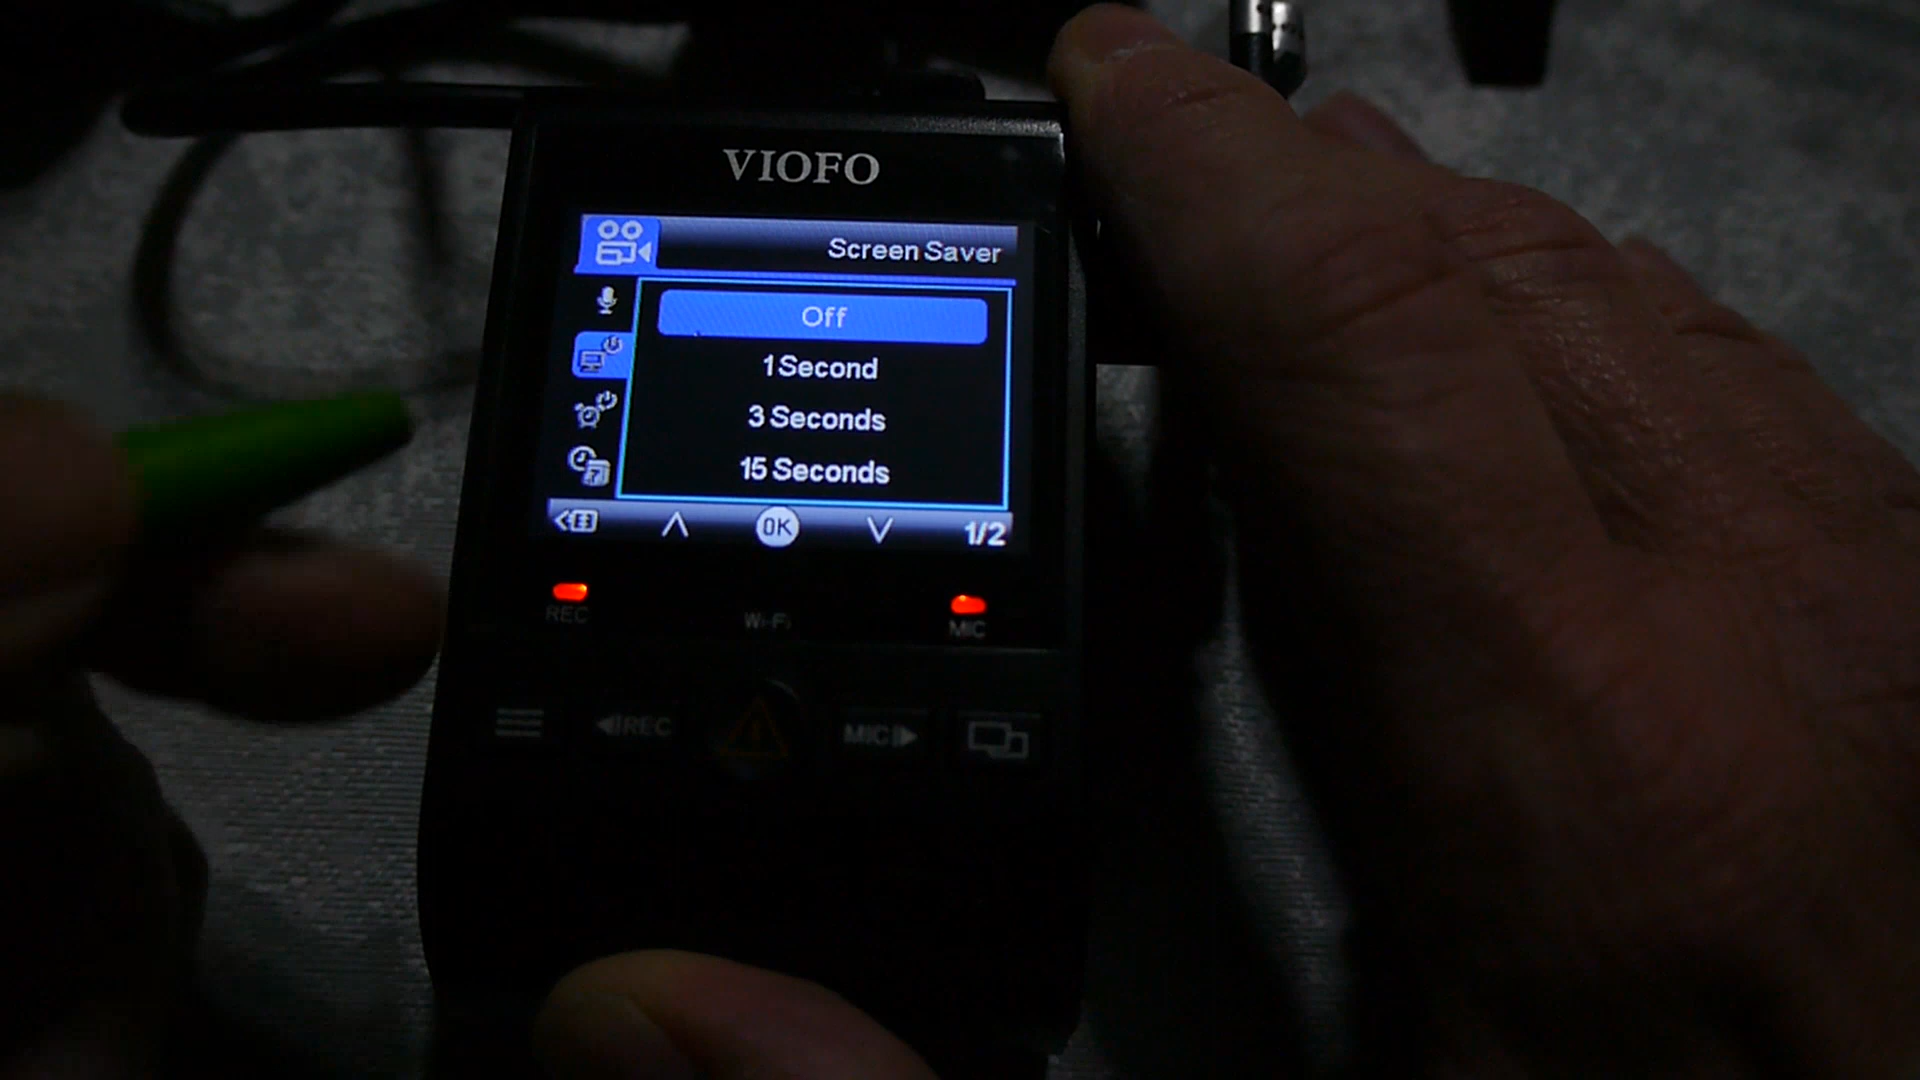 VIOFO
Screen Saver
Off
1 Second
3 Seconds
15 Seconds
OK
1/2
REC
Wi-Fi
MIC
REC
MIC